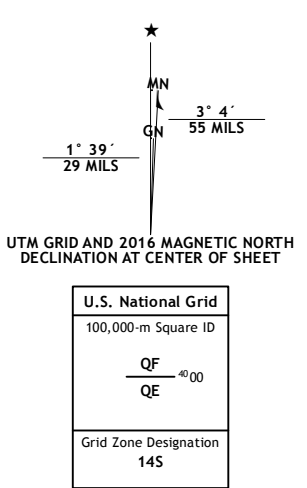 ★
MN
3° 4´
55 MILS
GN
1° 39´
29 MILS
UTM GRID AND 2016 MAGNETIC NORTH
DECLINATION AT CENTER OF SHEET
U.S. National Grid
100,000-m Square ID
QF
4000
QE
Grid Zone Designation
14S